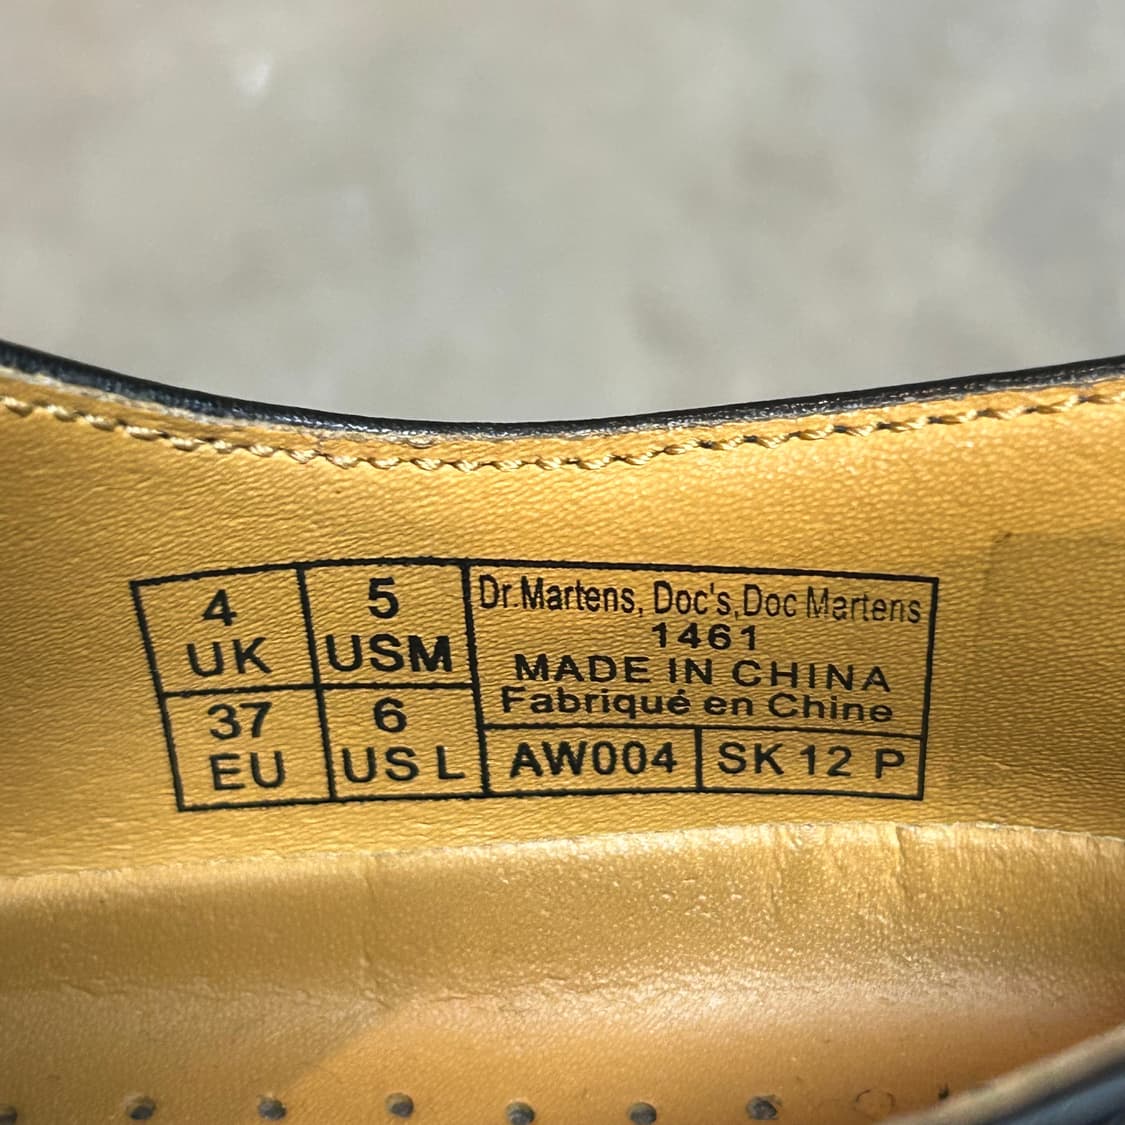 4
UK
5
USM
37
EU
6
US L
Dr.Martens, Doc's,Doc Martens
1461
MADE IN CHINA
Fabriqué en Chine
AW004
SK 12 P